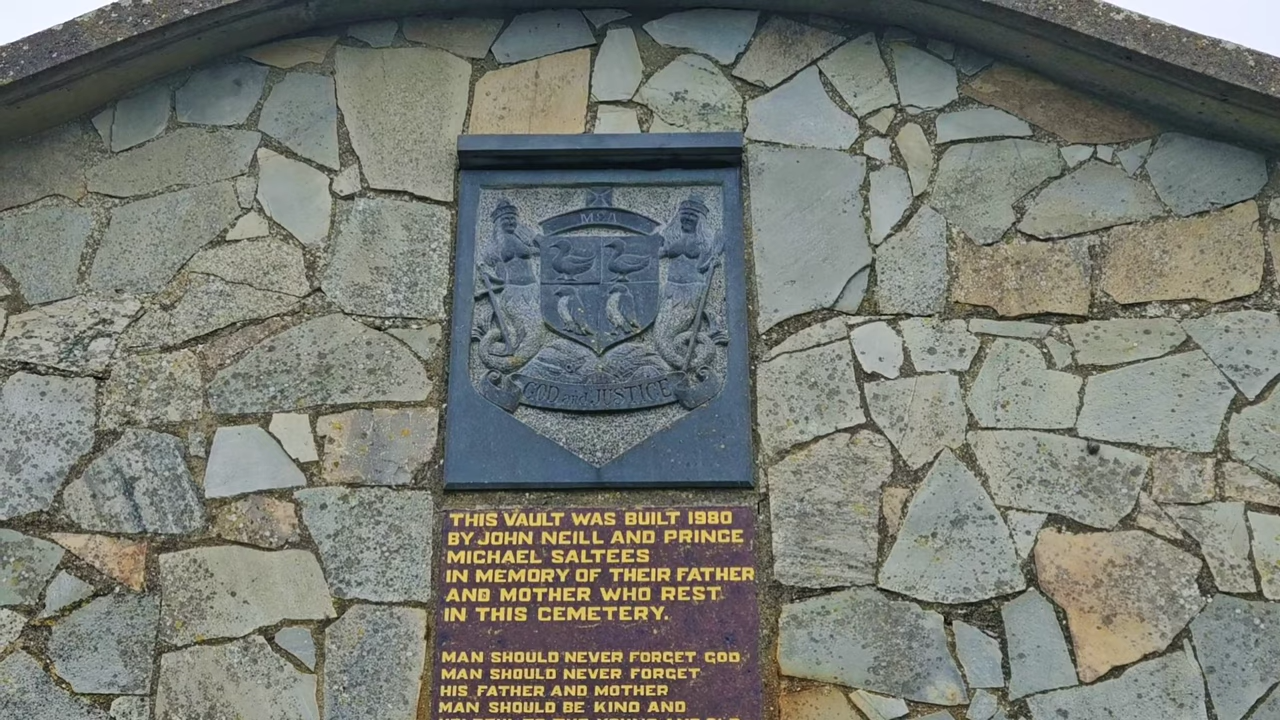 GOD and JUSTICE
THIS VAULT WAS BUILT 1980
BY JOHN NEILL AND PRINCE
MICHAEL SALTEES
IN MEMORY OF THEIR FATHER
AND MOTHER WHO REST
IN THIS CEMETERY.
MAN SHOULD NEVER FORGET GOD
MAN SHOULD NEVER FORGET
HIS FATHER AND MOTHER
MAN SHOULD BE KIND AND